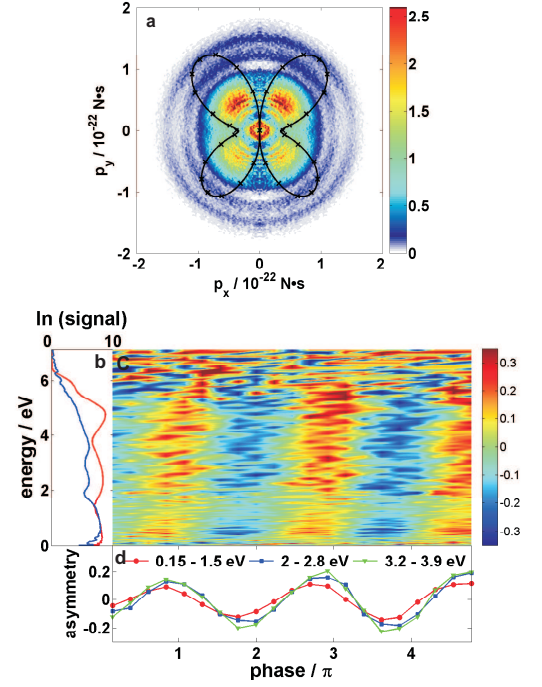 a
2
1
0
-1
-2
p_y / 10^-22 N•s
-2 -1 0 1 2
p_x / 10^-22 N•s
2.5
2
1.5
1
0.5
0
ln (signal)
0 10
b c
6
4
2
0
energy / eV
0.3
0.2
0.1
0
-0.1
-0.2
-0.3
d 0.15 - 1.5 eV 2 - 2.8 eV 3.2 - 3.9 eV
asymmetry
0.2
-0.2
1 2 3 4
phase / π